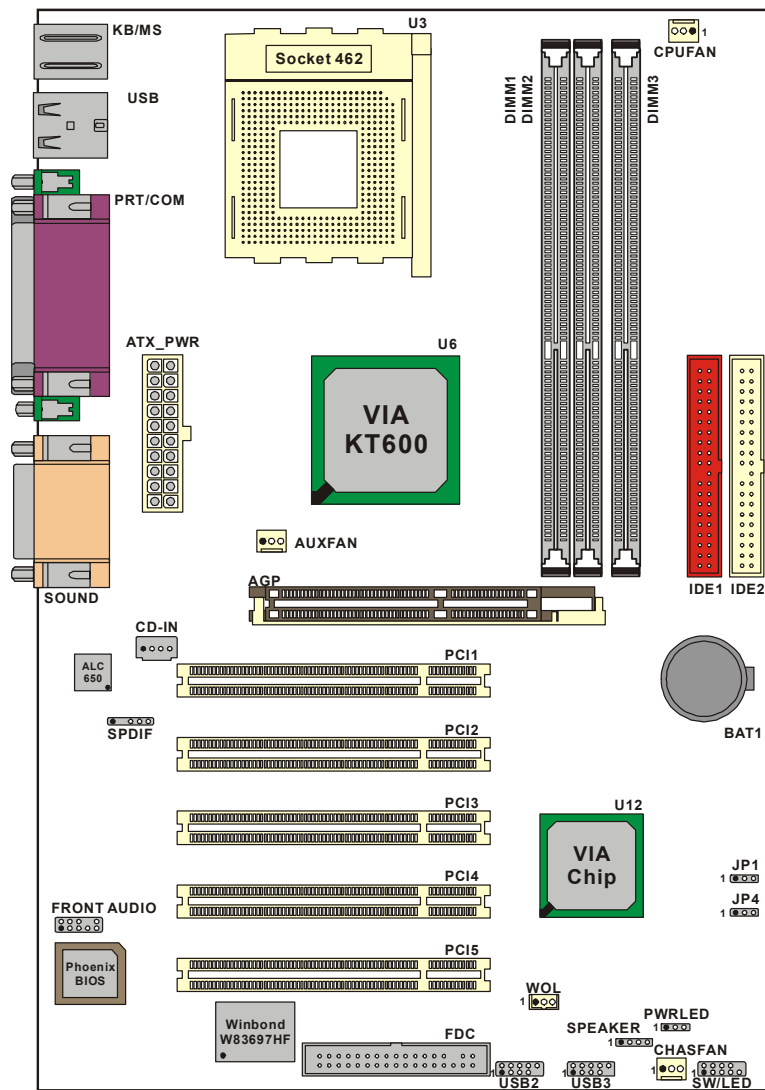 KB/MS
U3
Socket 462
1
CPUFAN
DIMM1
DIMM2
DIMM3
USB
PRT/COM
ATX_PWR
U6
VIA
KT600
AUXFAN
IDE1
IDE2
AGP
SOUND
CD-IN
ALC
650
PCI1
SPDIF
PCI2
BAT1
PCI3
U12
VIA
Chip
JP1
1
JP4
1
PCI4
FRONT AUDIO
Phoenix
BIOS
PCI5
WOL
1
Winbond
W83697HF
FDC
PWRLED
1
SPEAKER
1
CHASFAN
1
1
USB2
1
USB3
1
SW/LED